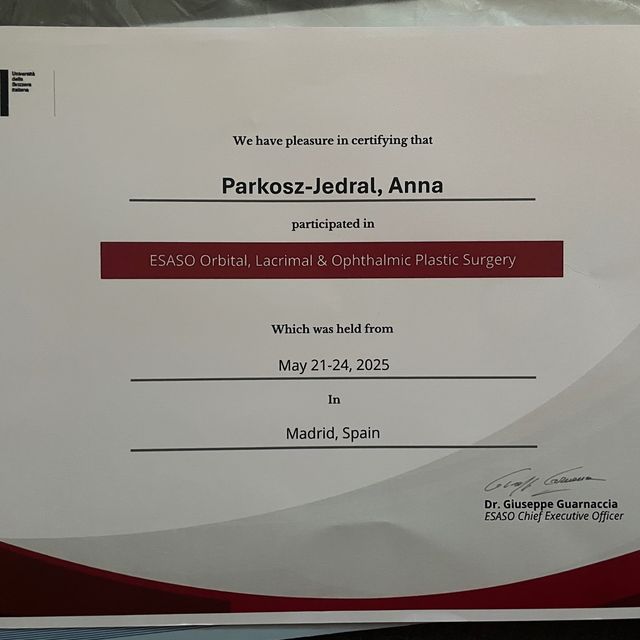 Università
della
Svizzera
italiana
We have pleasure in certifying that
Parkosz-Jedral, Anna
participated in
ESASO Orbital, Lacrimal & Ophthalmic Plastic Surgery
Which was held from
May 21-24, 2025
In
Madrid, Spain
Dr. Giuseppe Guarnaccia
ESASO Chief Executive Officer